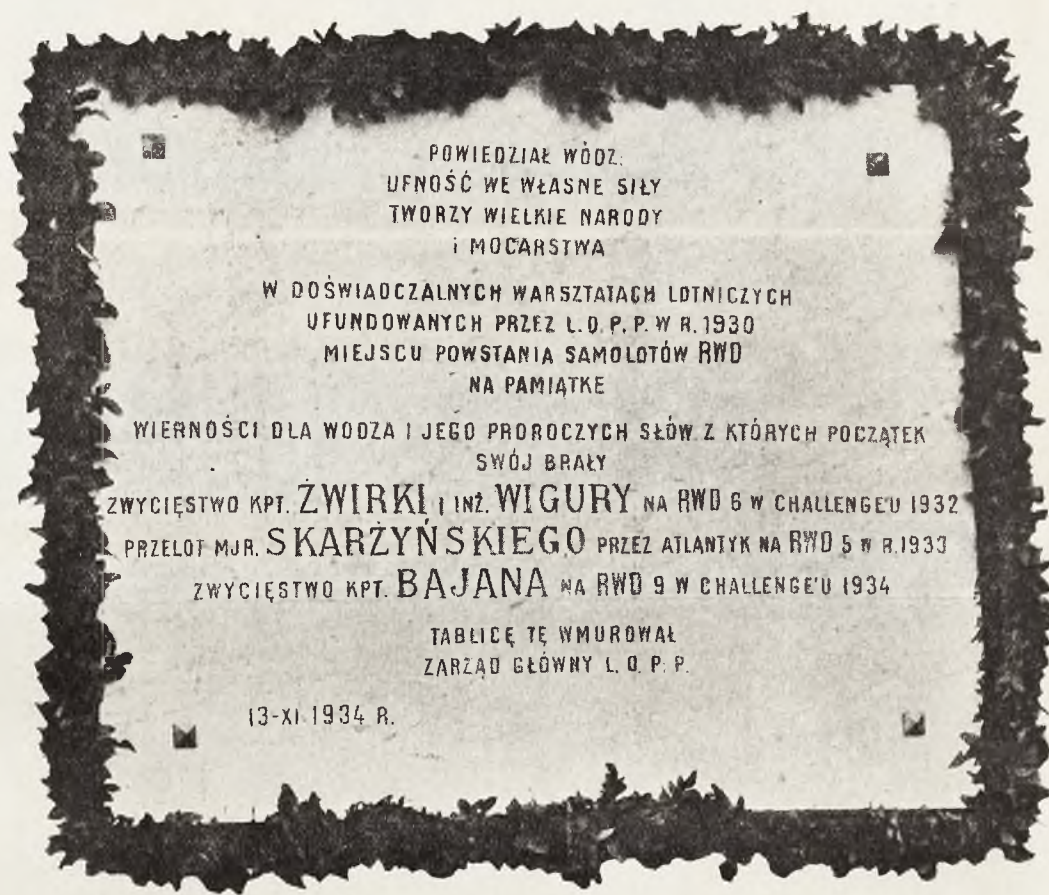 POWIEDZIAŁ WÓDZ:
UFNOŚĆ WE WŁASNE SIŁY
TWORZY WIELKIE NARODY
i MOCARSTWA
W DOŚWIADCZALNYCH WARSZTATACH LOTNICZYCH
UFUNDOWANYCH PRZEZ L.O.P.P. W R. 1930
MIEJSCU POWSTANIA SAMOLOTÓW RWD
NA PAMIĄTKE
WIERNOŚCI DLA WODZA I JEGO PROROCZYCH SŁÓW Z KTÓRYCH POCZĄTEK
SWÓJ BRAŁY
ZWYCIĘSTWO KPT. ŻWIRKI i INŻ. WIGURY NA RWD 6 W CHALLENGE'U 1932
PRZELOT MJR. SKARŻYŃSKIEGO PRZEZ ATLANTYK NA RWD 5 W R.1933
ZWYCIĘSTWO KPT. BAJANA NA RWD 9 W CHALLENGE'U 1934
TABLICĘ TĘ WMUROWAŁ
ZARZĄD GŁÓWNY L.O.P.P.
13-XI 1934 R.